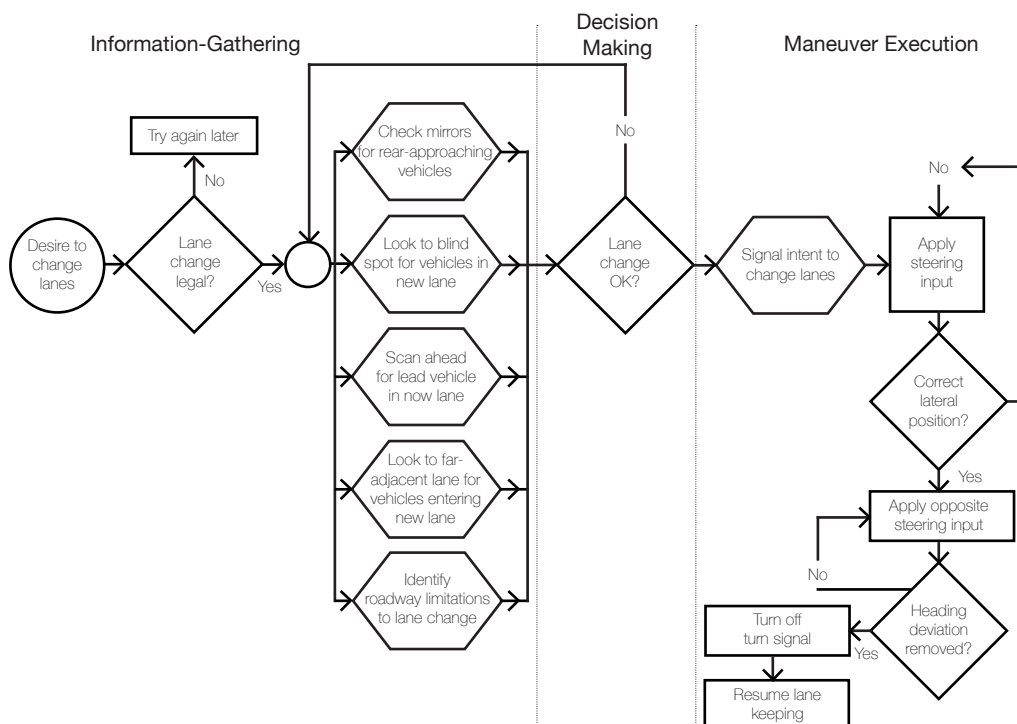 Information-Gathering
Decision
Making
Maneuver Execution
Try again later
No
Desire to
change
lanes
Lane
change
legal?
Yes
Check mirrors
for rear-approaching
vehicles
Look to blind
spot for vehicles in
new lane
Scan ahead
for lead vehicle
in now lane
Look to far-
adjacent lane for
vehicles entering
new lane
Identify
roadway limitations
to lane change
No
Lane
change
OK?
Signal intent to
change lanes
No
Apply
steering
input
Correct
lateral
position?
Yes
Apply opposite
steering input
No
Heading
deviation
removed?
Yes
Turn off
turn signal
Resume lane
keeping